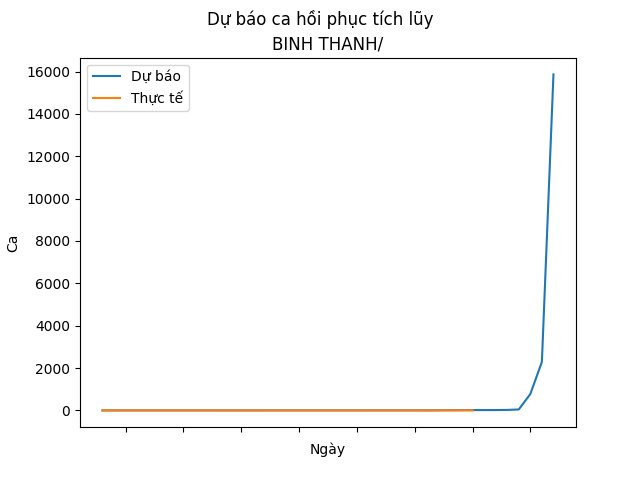 Dự báo ca hồi phục tích lũy
BINH THANH/
Dự báo
Thực tế
16000
14000
12000
10000
8000
6000
4000
2000
0
Ca
Ngày